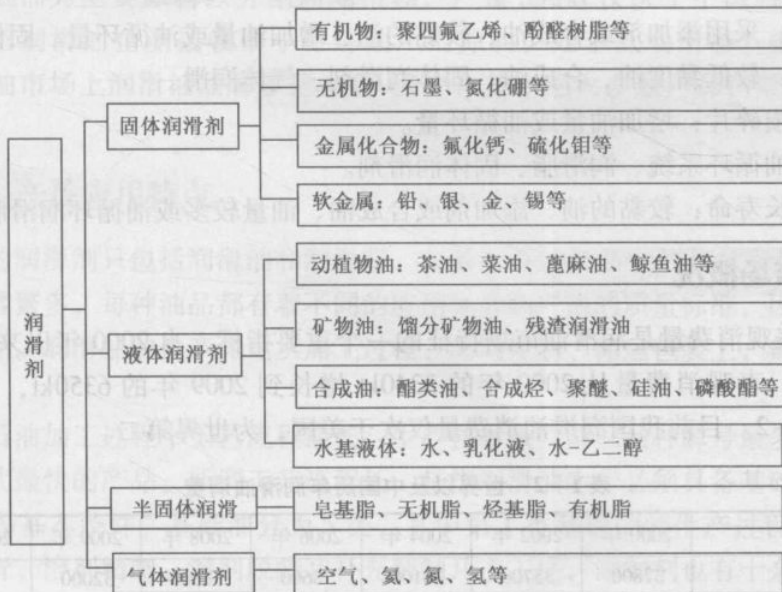 有机物：聚四氟乙烯、酚醛树脂等
无机物：石墨、氮化硼等
固体润滑剂
金属化合物：氟化钙、硫化钼等
软金属：铅、银、金、锡等
动植物油：茶油、菜油、蓖麻油、鲸鱼油等
矿物油：馏分矿物油、残渣润滑油
润滑剂
液体润滑剂
合成油：酯类油、合成烃、聚醚、硅油、磷酸酯等
水基液体：水、乳化液、水-乙二醇
半固体润滑
皂基脂、无机脂、烃基脂、有机脂
气体润滑剂
空气、氦、氮、氢等